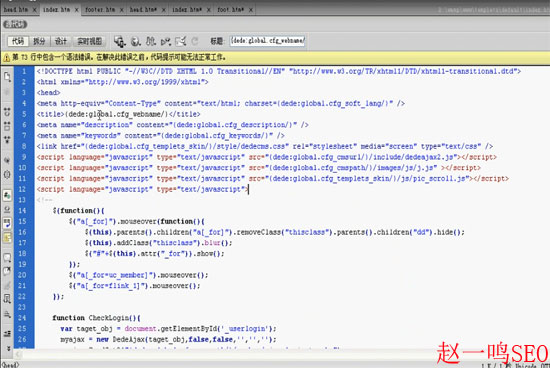 head.htm index.htm footer.htm head.htm* index.htm* foot.htm*
代码 拆分 设计 实时视图 标题: {dede:global.cfg_webname/}
第 73 行中包含一个语法错误。在解决此错误之前，代码提示可能无法正常工作。
1 <!DOCTYPE html PUBLIC "-//W3C//DTD XHTML 1.0 Transitional//EN" "http://www.w3.org/TR/xhtml1/DTD/xhtml1-transitional.dtd">
2 <html xmlns="http://www.w3.org/1999/xhtml">
3 <head>
4 <meta http-equiv="Content-Type" content="text/html; charset={dede:global.cfg_soft_lang/}" />
5 <title>{dede:global.cfg_webname/}</title>
6 <meta name="description" content="{dede:global.cfg_description/}" />
7 <meta name="keywords" content="{dede:global.cfg_keywords/}" />
8 <link href="{dede:global.cfg_templets_skin/}/style/dedecms.css" rel="stylesheet" media="screen" type="text/css" />
9 <script language="javascript" type="text/javascript" src="{dede:global.cfg_cmsurl/}/include/dedeajax2.js"></script>
10 <script language="javascript" type="text/javascript" src="{dede:global.cfg_cmspath/}/images/js/j.js" ></script>
11 <script language="javascript" type="text/javascript" src="{dede:global.cfg_templets_skin/}/js/pic_scroll.js"></script>
12 <script language="javascript" type="text/javascript">
13 <!--
14 $(function(){
15 $("a[_for]").mouseover(function(){
16 $(this).parents().children("a[_for]").removeClass("thisclass").parents().children("dd").hide();
17 $(this).addClass("thisclass").blur();
18 $("#"+$(this).attr("_for")).show();
19 });
20 $("a[_for=uc_member]").mouseover();
21 $("a[_for=flink_1]").mouseover();
22 });
23
24 function CheckLogin(){
25 var taget_obj = document.getElementById('_userlogin');
26 myajax = new DedeAjax(taget_obj,false,false,'','','');
赵一鸣SEO